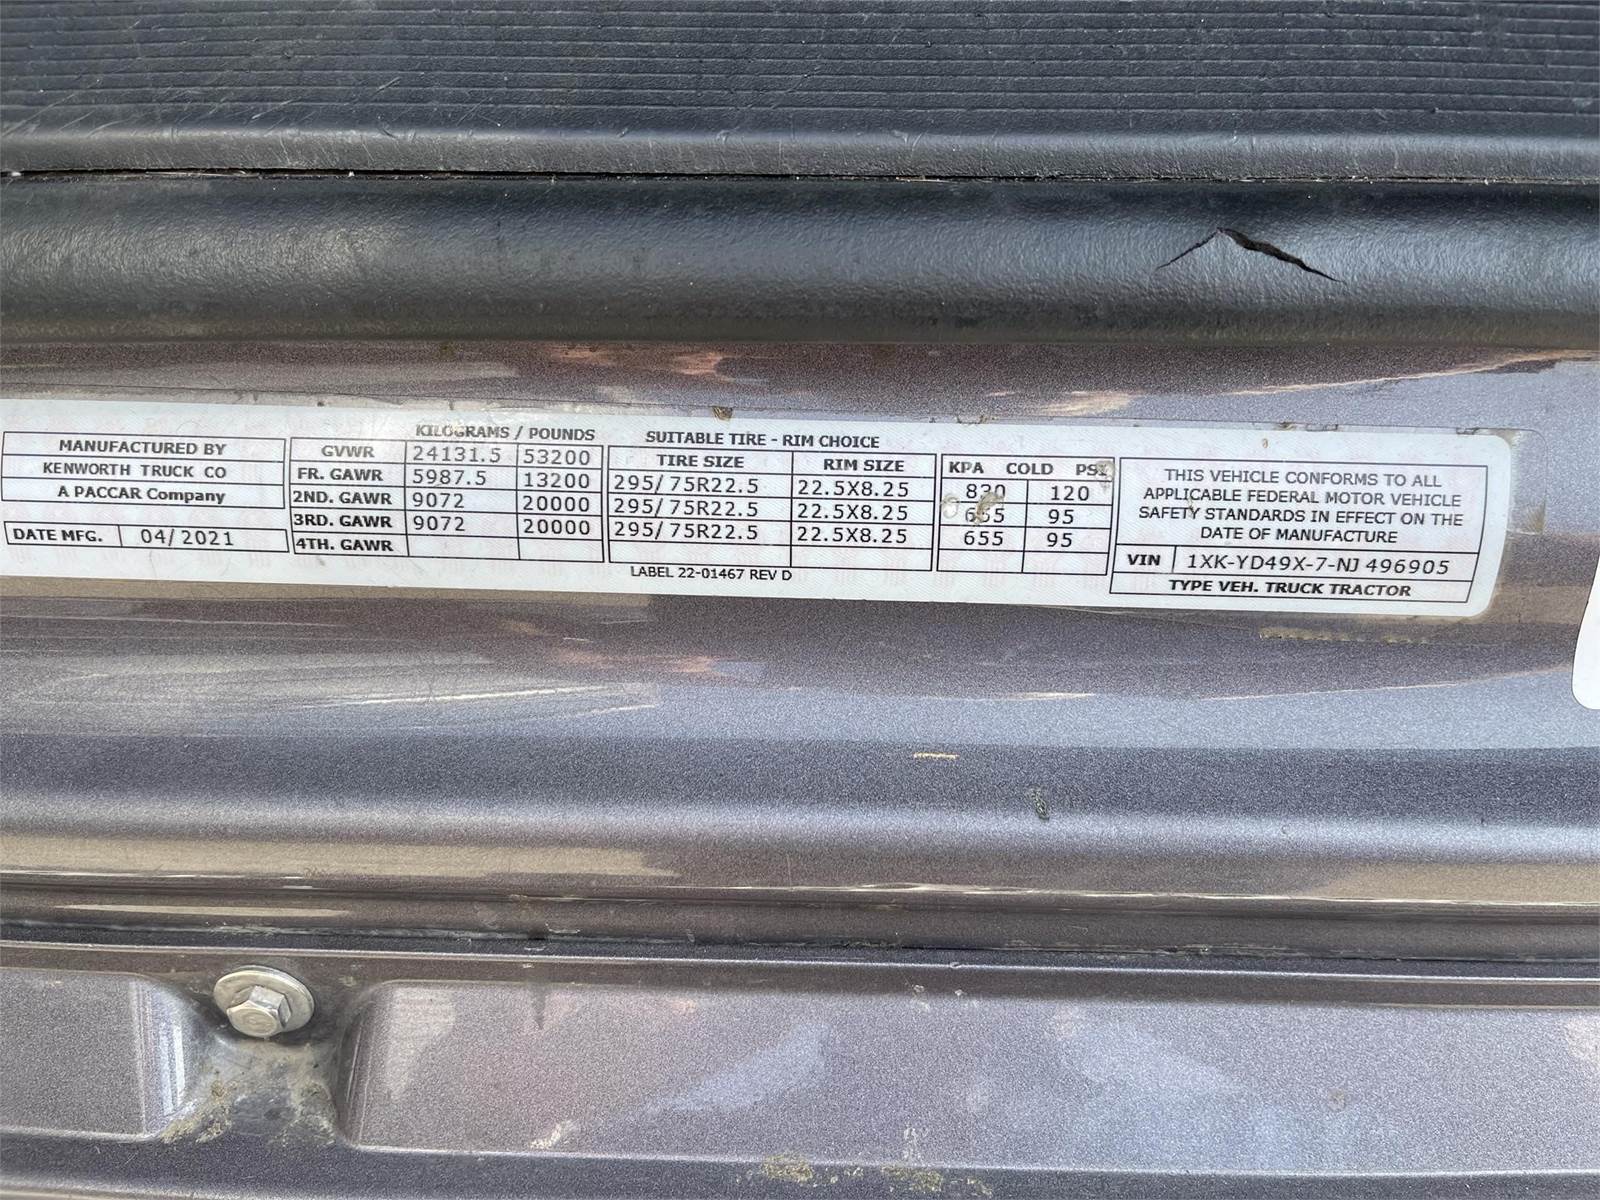 MANUFACTURED BY
KENWORTH TRUCK CO
A PACCAR Company
DATE MFG. 04/2021
KILOGRAMS / POUNDS
GVWR 24131.5 53200
FR. GAWR 5987.5 13200
2ND. GAWR 9072 20000
3RD. GAWR 9072 20000
4TH. GAWR
SUITABLE TIRE - RIM CHOICE
TIRE SIZE RIM SIZE
295/75R22.5 22.5X8.25
295/75R22.5 22.5X8.25
295/75R22.5 22.5X8.25
LABEL 22-01467 REV D
KPA COLD PSI
830 120
655 95
655 95
THIS VEHICLE CONFORMS TO ALL
APPLICABLE FEDERAL MOTOR VEHICLE
SAFETY STANDARDS IN EFFECT ON THE
DATE OF MANUFACTURE
VIN 1XK-YD49X-7-NJ 496905
TYPE VEH. TRUCK TRACTOR